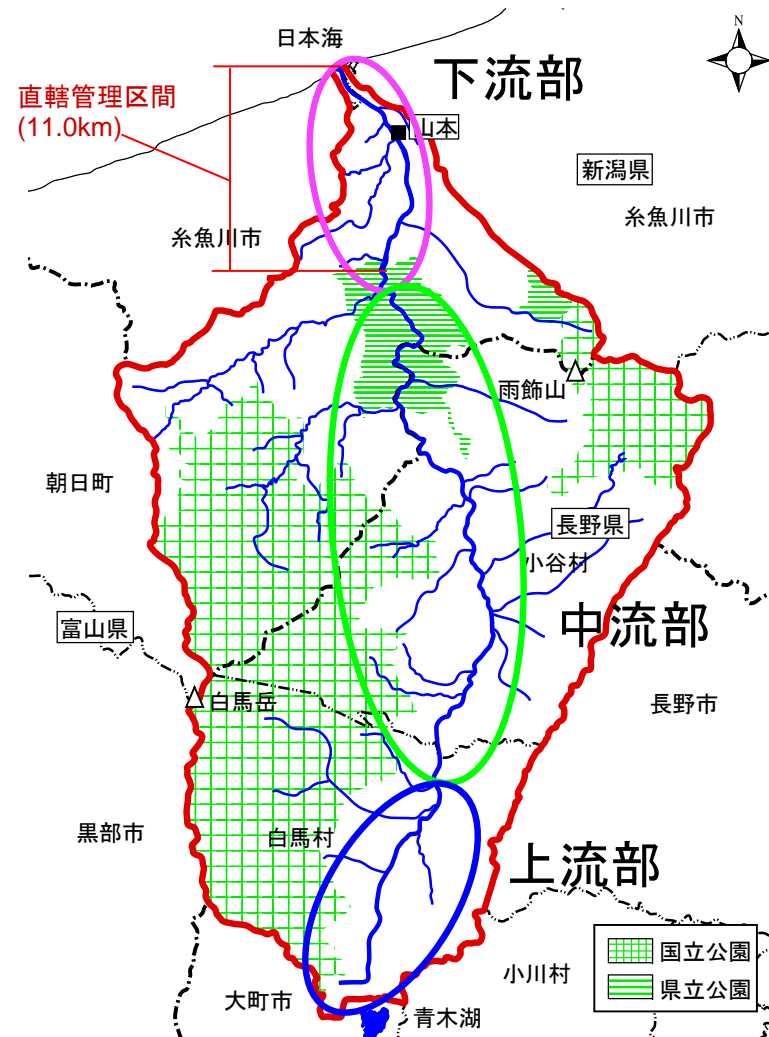 N
日本海
下流部
直轄管理区間
(11.0km)
山本
新潟県
糸魚川市
糸魚川市
雨飾山
朝日町
長野県
小谷村
富山県
中流部
白馬岳
長野市
黒部市
白馬村
上流部
国立公園
小川村
県立公園
大町市
青木湖